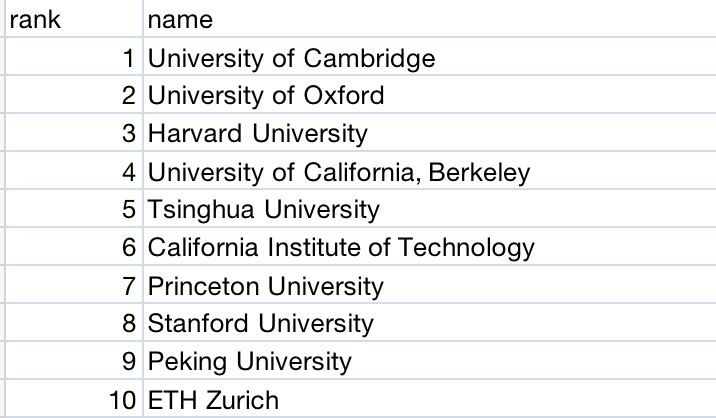 rank name
1 University of Cambridge
2 University of Oxford
3 Harvard University
4 University of California, Berkeley
5 Tsinghua University
6 California Institute of Technology
7 Princeton University
8 Stanford University
9 Peking University
10 ETH Zurich